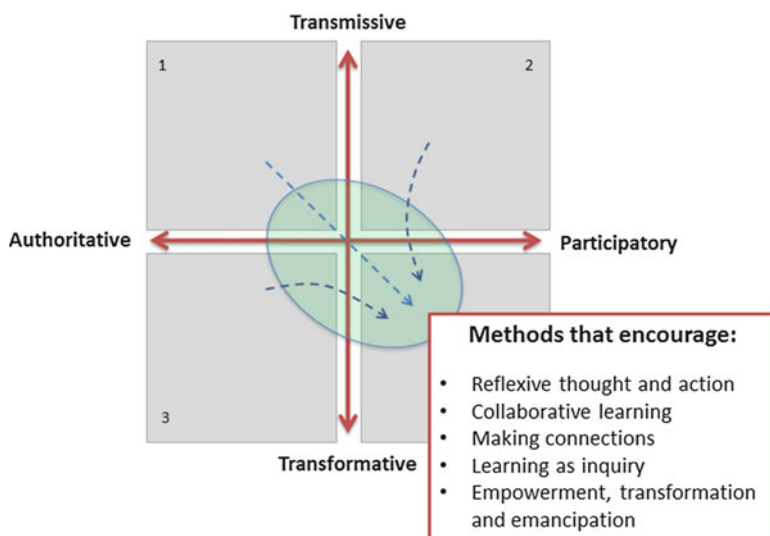 Transmissive
1
2
Authoritative
Participatory
Methods that encourage:
• Reflexive thought and action
• Collaborative learning
• Making connections
• Learning as inquiry
• Empowerment, transformation
and emancipation
3
Transformative